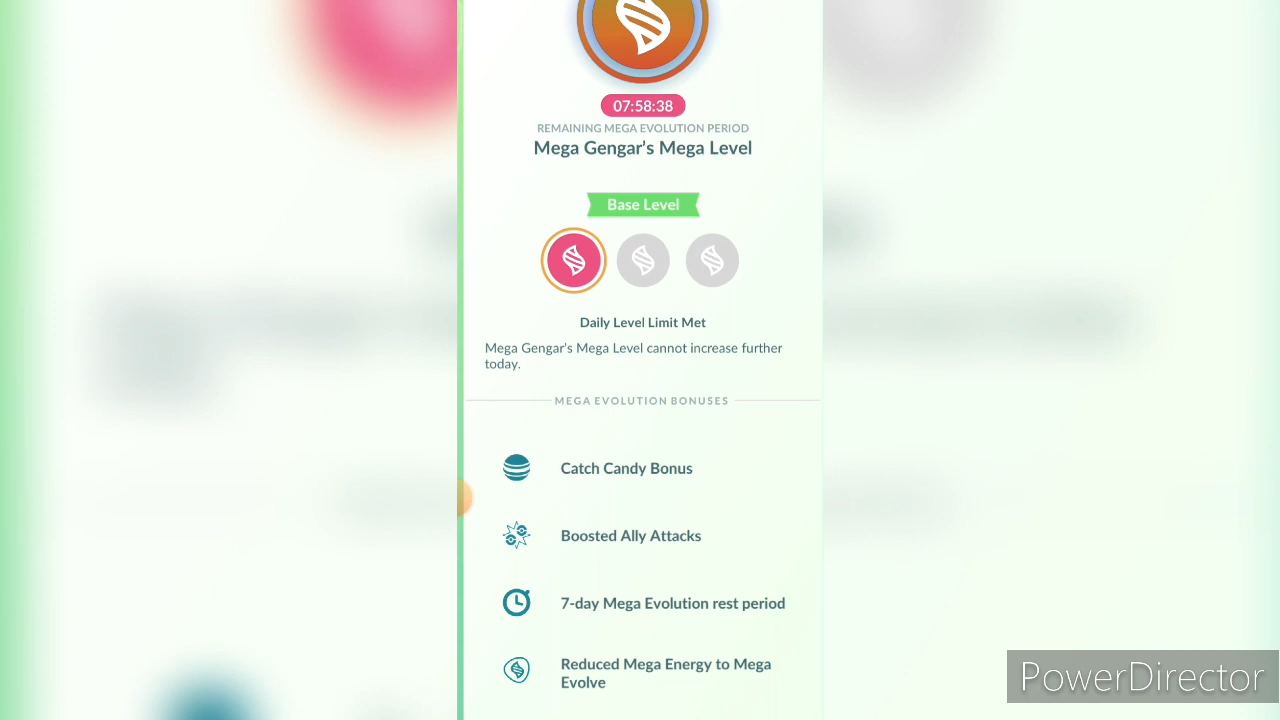 07:58:38
REMAINING MEGA EVOLUTION PERIOD
Mega Gengar's Mega Level
Base Level
Daily Level Limit Met
Mega Gengar's Mega Level cannot increase further
today.
MEGA EVOLUTION BONUSES
Catch Candy Bonus
Boosted Ally Attacks
7-day Mega Evolution rest period
Reduced Mega Energy to Mega
Evolve
PowerDirector